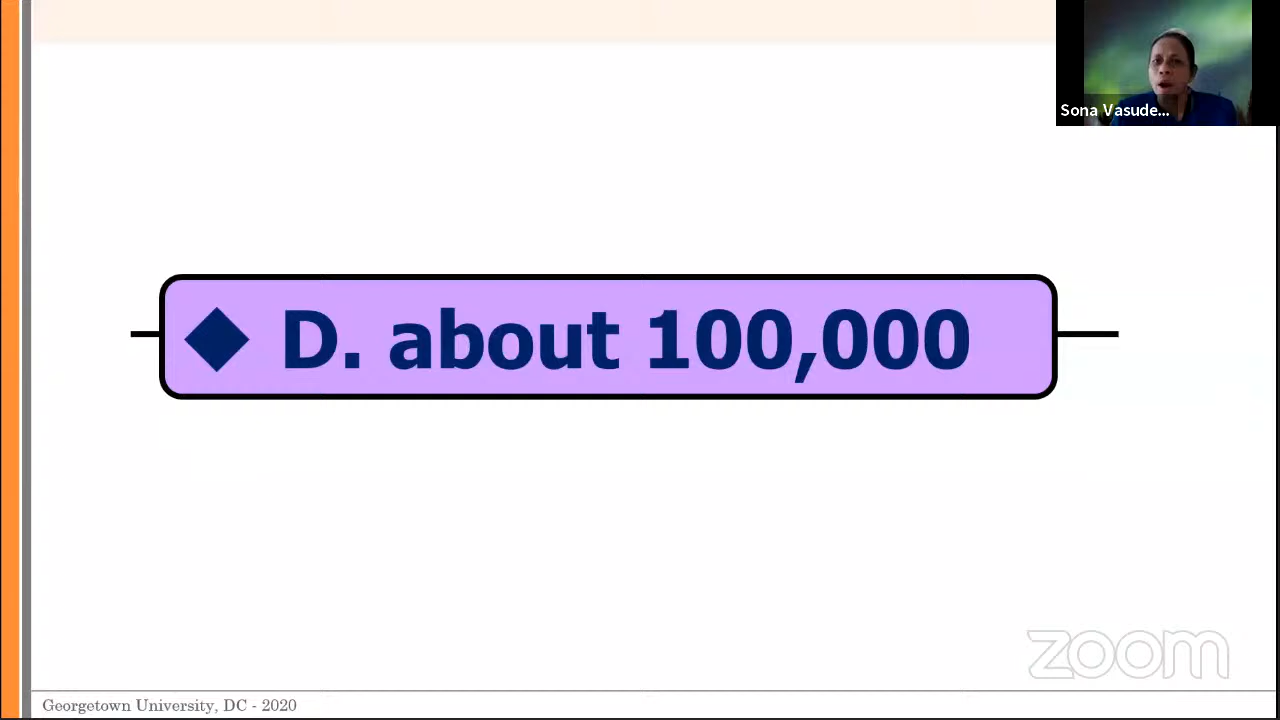 Sona Vasude...
◆ D. about 100,000
zoom
Georgetown University, DC - 2020